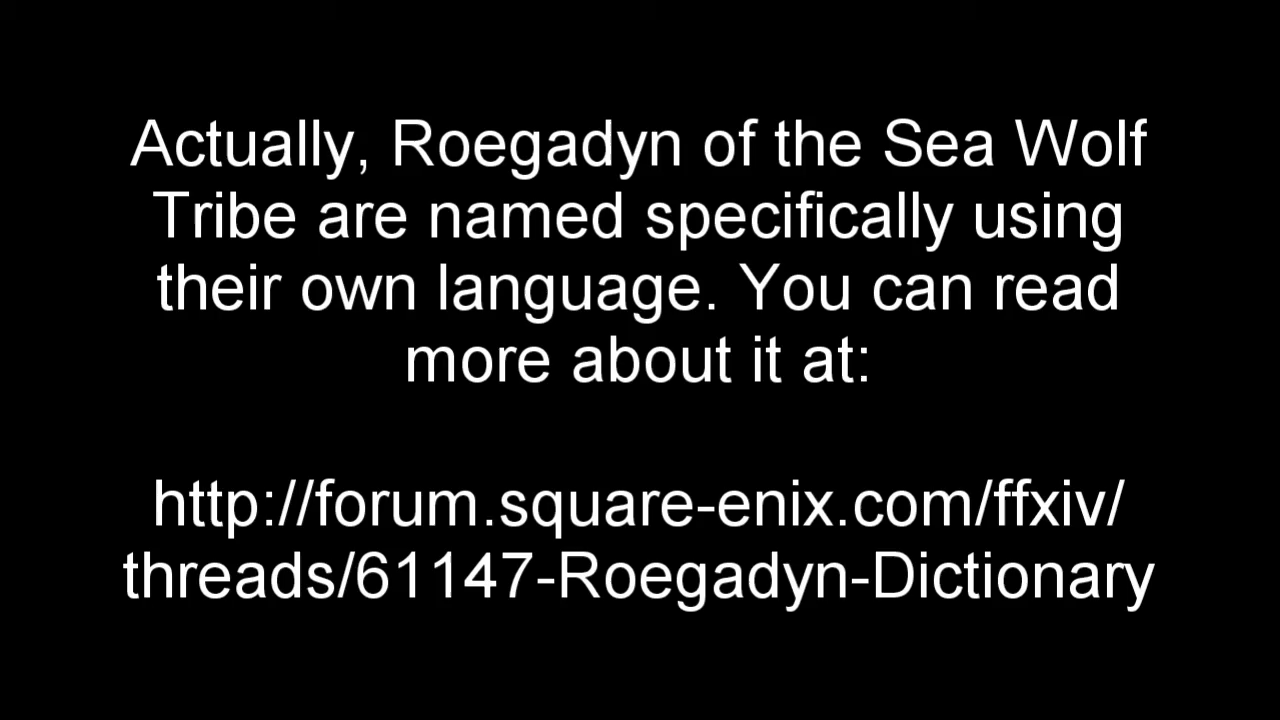 Actually, Roegadyn of the Sea Wolf
Tribe are named specifically using
their own language. You can read
more about it at:
http://forum.square-enix.com/ffxiv/
threads/61147-Roegadyn-Dictionary